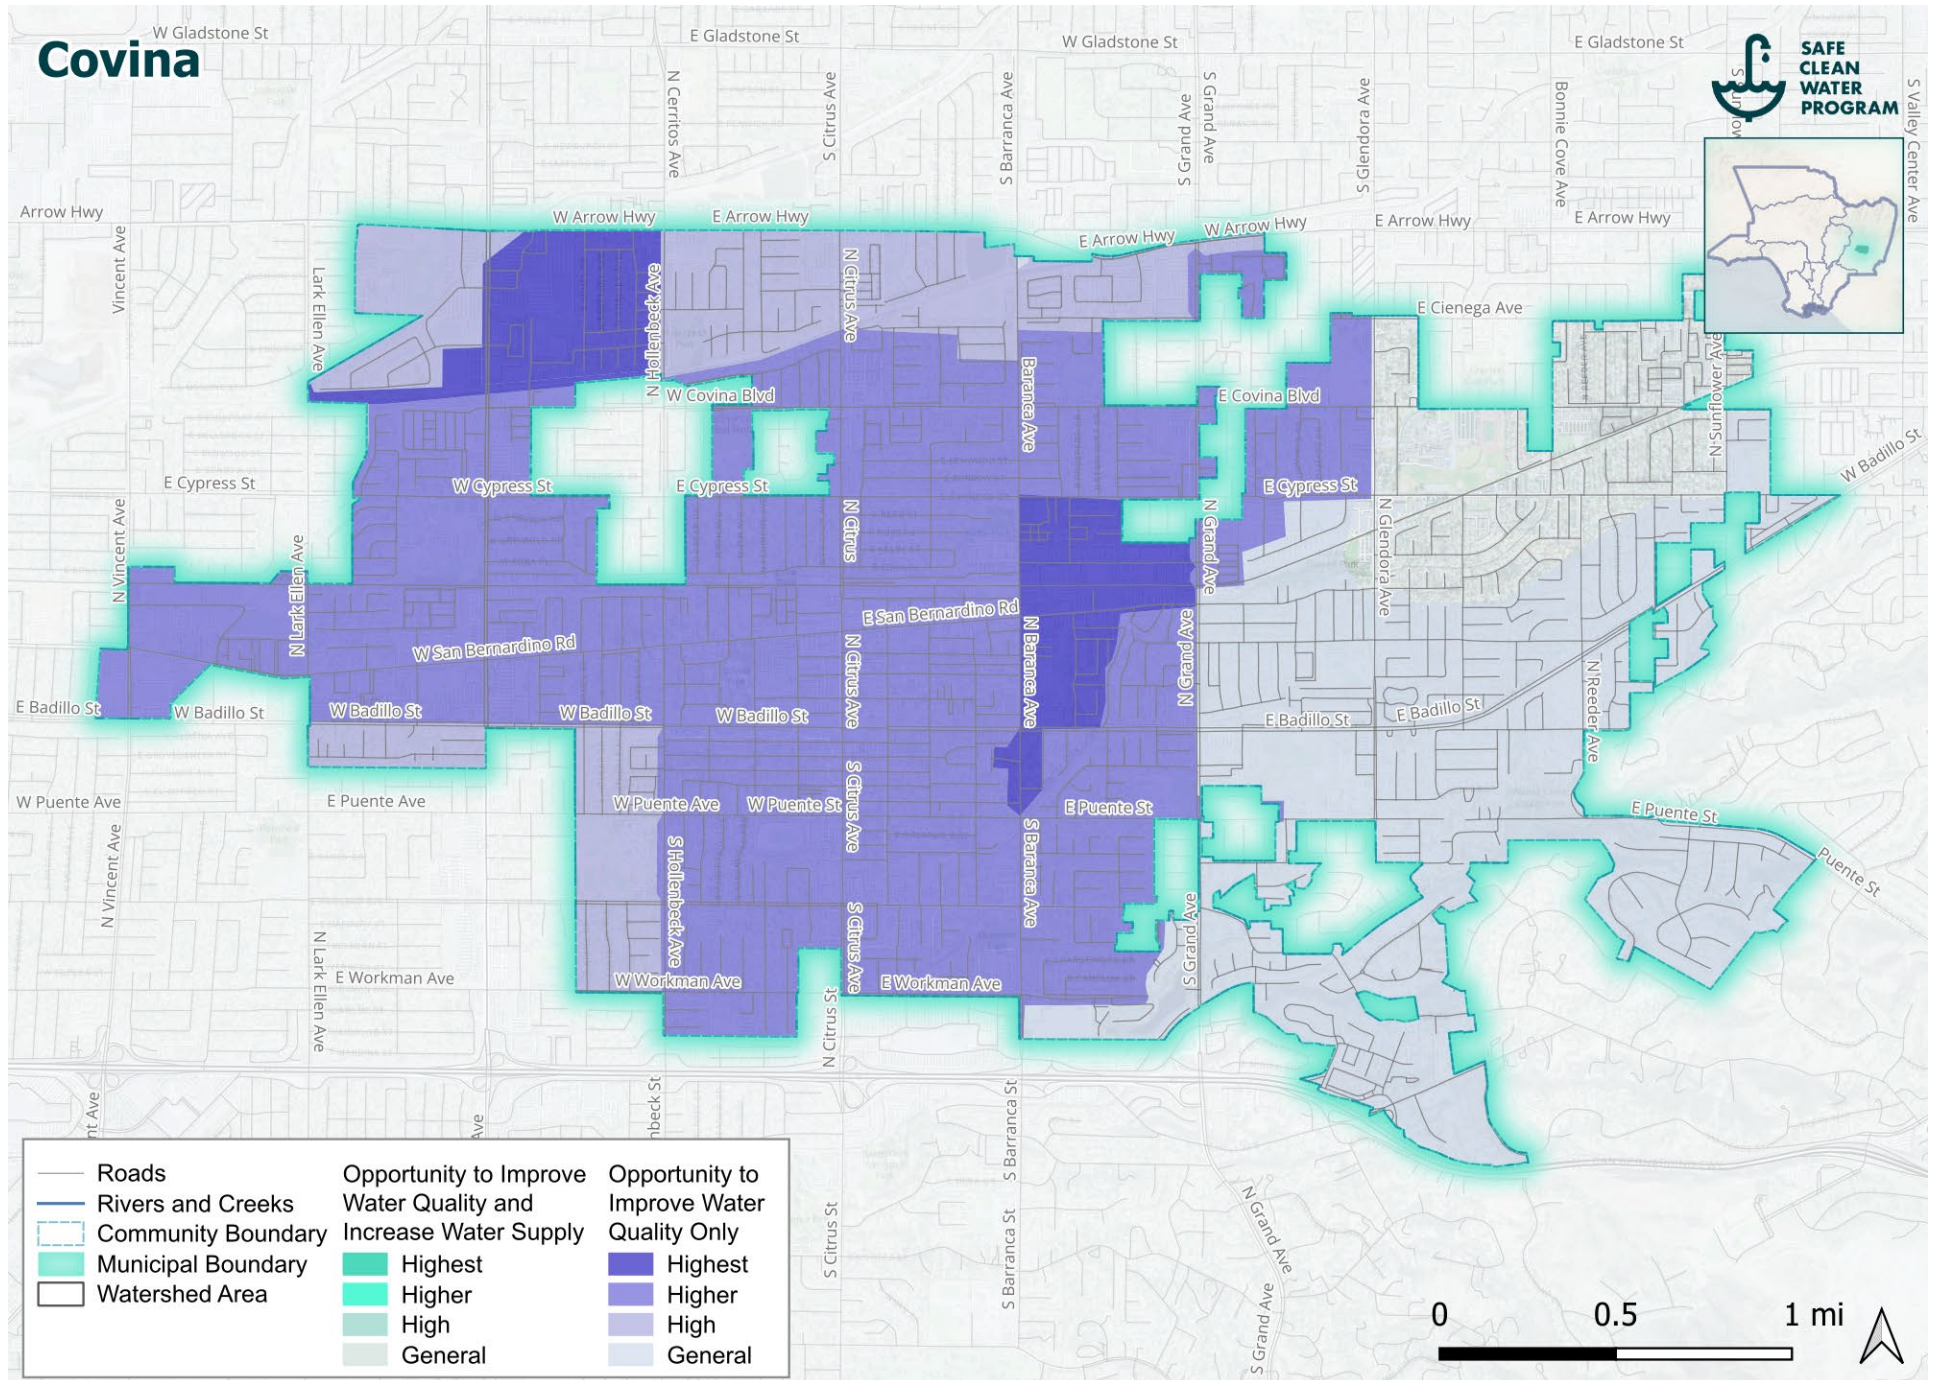 Covina
W Gladstone St
E Gladstone St
W Gladstone St
E Gladstone St
SAFE
CLEAN
WATER
PROGRAM
N Cerritos Ave
S Citrus Ave
S Barranca Ave
S Grand Ave
S Grand Ave
S Glendora Ave
Bonnie Cove Ave
S Valley Center Ave
Arrow Hwy
W Arrow Hwy
E Arrow Hwy
E Arrow Hwy
W Arrow Hwy
E Arrow Hwy
E Arrow Hwy
Vincent Ave
Lark Ellen Ave
N Hollenbeck Ave
N Citrus Ave
E Cienega Ave
Baranca Ave
N Sunflower Ave
W Covina Blvd
E Covina Blvd
W Badillo St
E Cypress St
W Cypress St
E Cypress St
E Cypress St
N Vincent Ave
N Lark Ellen Ave
N Citrus
N Grand Ave
N Glendora Ave
E San Bernardino Rd
W San Bernardino Rd
N Citrus Ave
N Baranca Ave
N Grand Ave
N Reeder Ave
E Badillo St
W Badillo St
W Badillo St
W Badillo St
W Badillo St
E Badillo St
E Badillo St
W Puente Ave
E Puente Ave
W Puente Ave
W Puente St
S Citrus Ave
E Puente St
E Puente St
Puente St
N Vincent Ave
S Hollenbeck Ave
S Baranca Ave
N Lark Ellen Ave
E Workman Ave
W Workman Ave
S Citrus Ave
E Workman Ave
S Grand Ave
N Citrus St
nt Ave
Ave
nbeck St
S Barranca St
S Citrus St
S Barranca St
N Grand Ave
S Grand Ave
Roads
Rivers and Creeks
Community Boundary
Municipal Boundary
Watershed Area
Opportunity to Improve
Water Quality and
Increase Water Supply
Highest
Higher
High
General
Opportunity to
Improve Water
Quality Only
Highest
Higher
High
General
0 0.5 1 mi